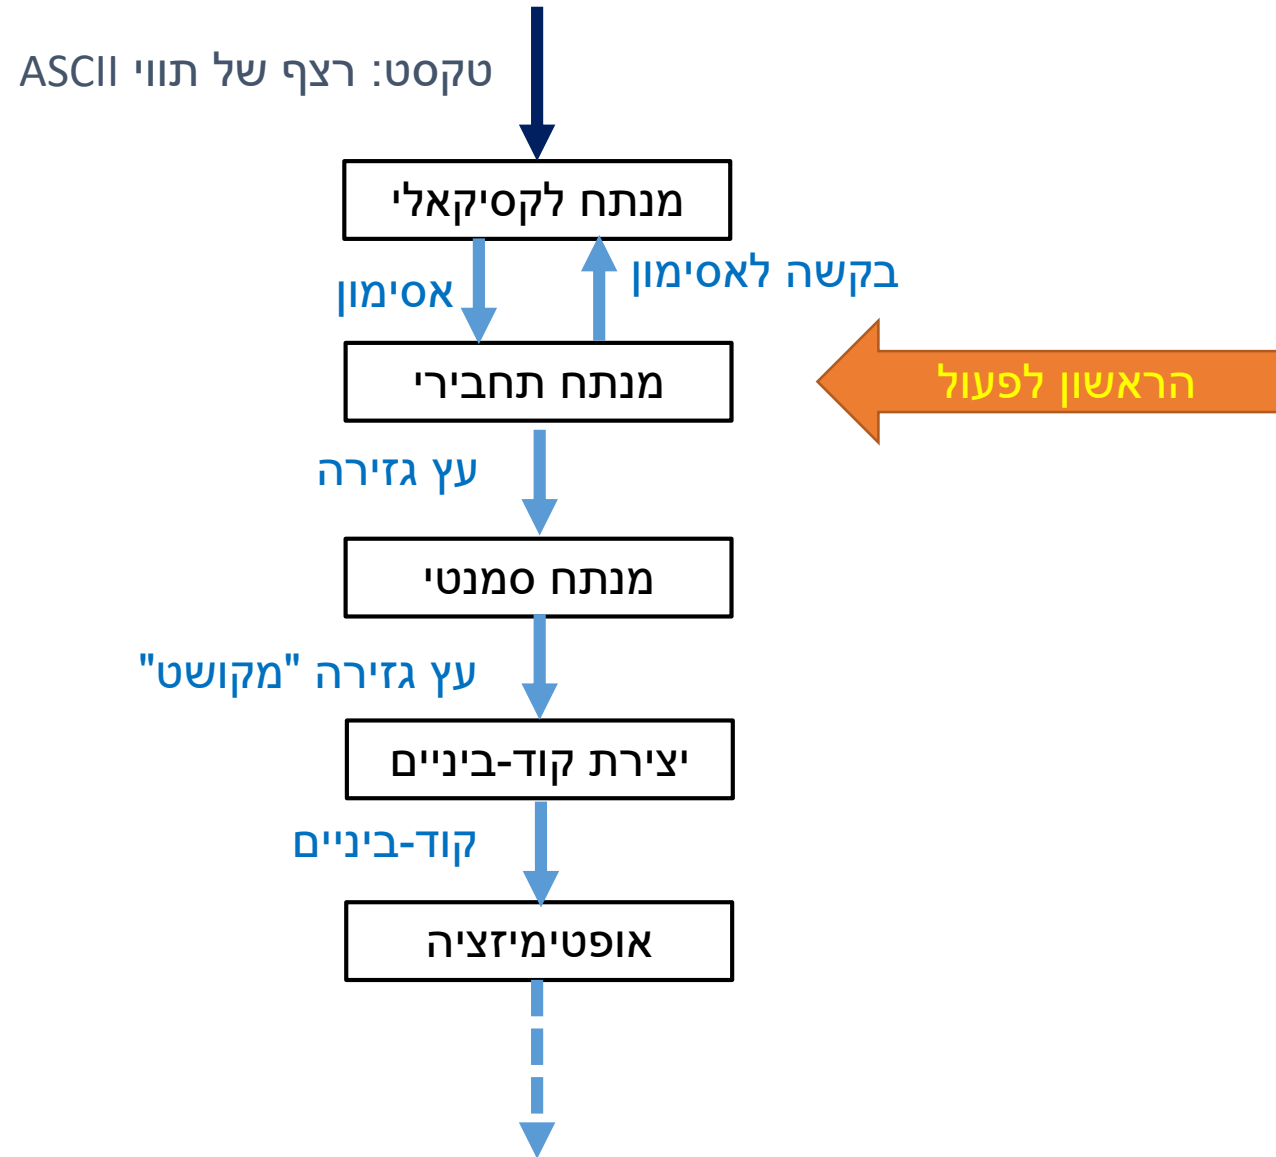 טקסט: רצף של תווי ASCII
מנתח לקסיקאלי
בקשה לאסימון
אסימון
מנתח תחבירי
הראשון לפעול
עץ גזירה
מנתח סמנטי
עץ גזירה "מקושט"
יצירת קוד-ביניים
קוד-ביניים
אופטימיזציה